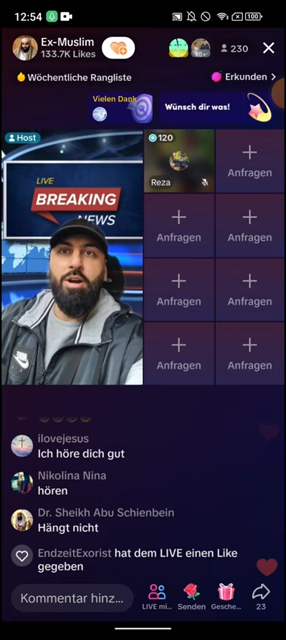 12:54
100
Ex-Muslim
133.7K Likes
230
Wöchentliche Rangliste
Erkunden >
Vielen Dank
Wünsch dir was!
Host
120
LIVE
BREAKING
NEWS
Reza
+
Anfragen
+
Anfragen
+
Anfragen
+
Anfragen
+
Anfragen
+
Anfragen
+
Anfragen
ilovejesus
Ich höre dich gut
Nikolina Nina
hören
Dr. Sheikh Abu Schienbein
Hängt nicht
EndzeitExorist hat dem LIVE einen Like
gegeben
Kommentar hinz...
LIVE mi...
Senden
Gesche...
23